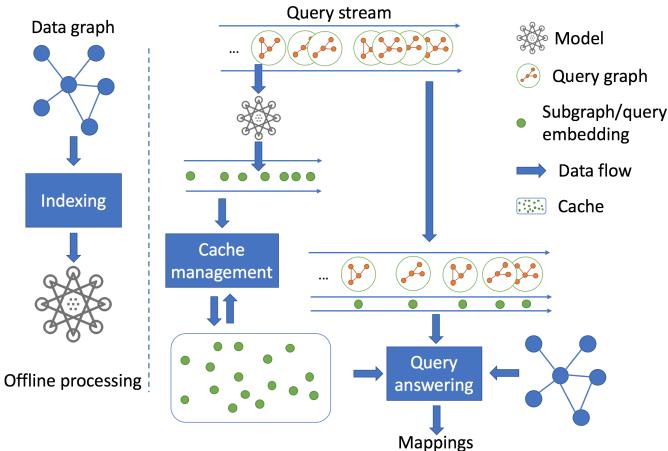 Query stream
Data graph
...
Model
Query graph
Subgraph/query
embedding
Data flow
Cache
Indexing
Cache
management
...
Offline processing
Query
answering
Mappings